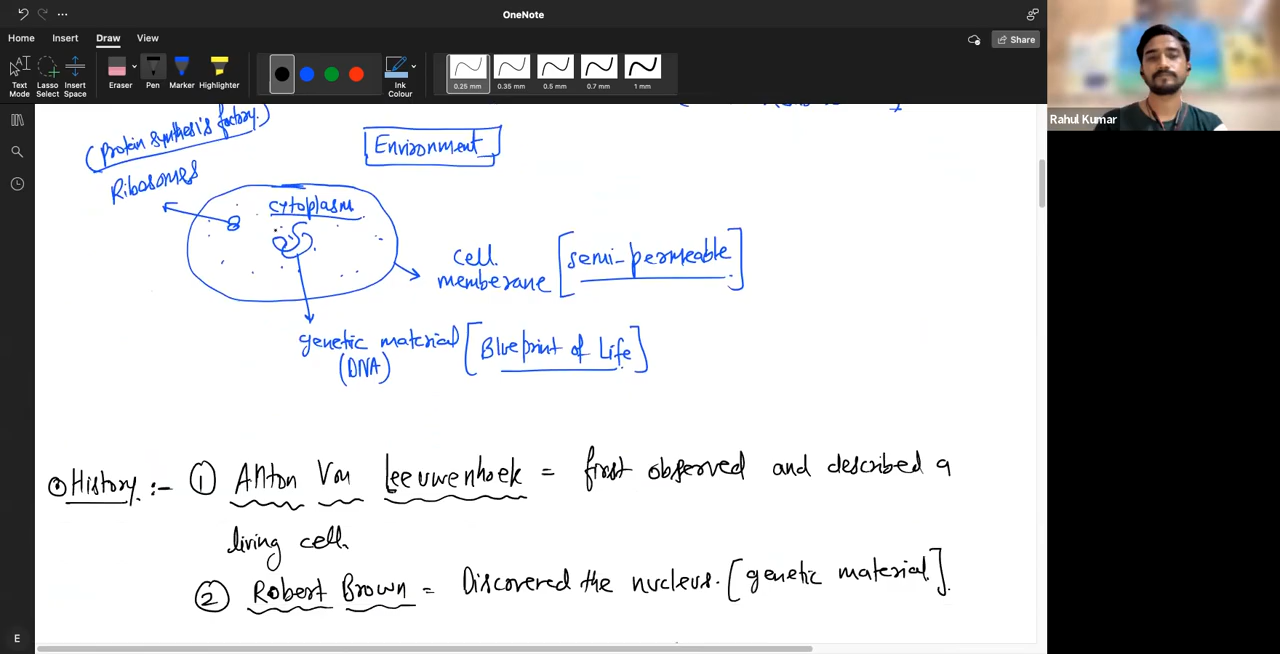 OneNote
Home Insert Draw View
Share
Text Mode
Lasso Select
Insert Space
Eraser
Pen
Marker
Highlighter
Ink Colour
0.25 mm
0.35 mm
0.5 mm
0.7 mm
1 mm
Rahul Kumar
(Protein synthesis factory.)
Ribosomes
Environment
cytoplasm
cell membrane [semi-permeable]
genetic material [Blueprint of Life]
(DNA)
History :- 1 Anton Von Leeuwenhoek = first observed and described a
living cell.
2 Robert Brown = Discovered the nucleus. [genetic material].
E